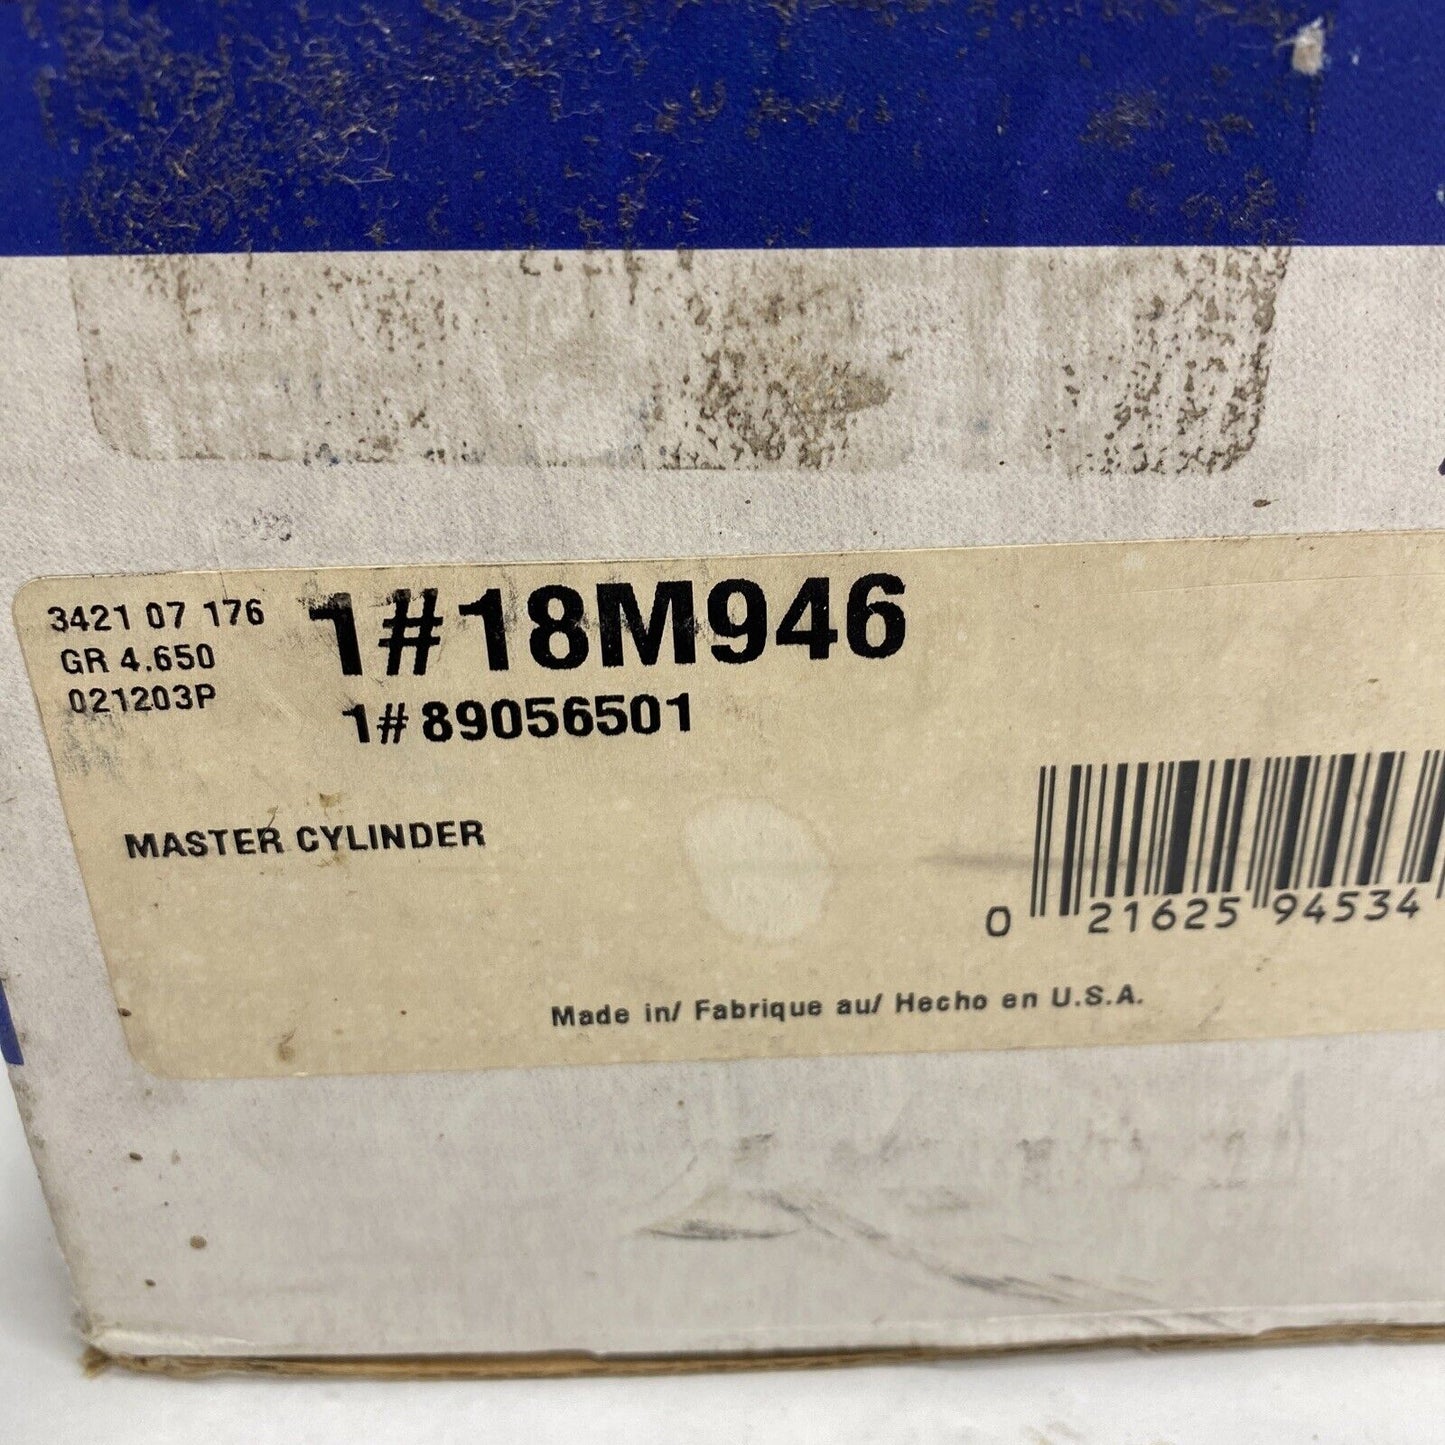 3421 07 176
1#18M946
GR 4.650
021203P
1#89056501
MASTER CYLINDER
0 21625 94534
Made in/ Fabrique au/ Hecho en U.S.A.